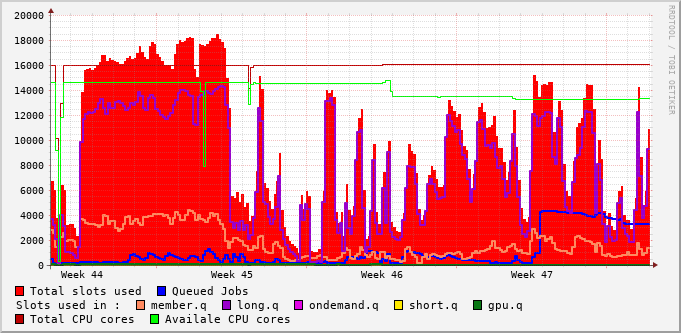 20000
18000
16000
14000
12000
10000
8000
6000
4000
2000
0
Week 44 Week 45 Week 46 Week 47
RRDTOOL / TOBI OETIKER
Total slots used Queued Jobs
Slots used in : member.q long.q ondemand.q short.q gpu.q
Total CPU cores Availale CPU cores